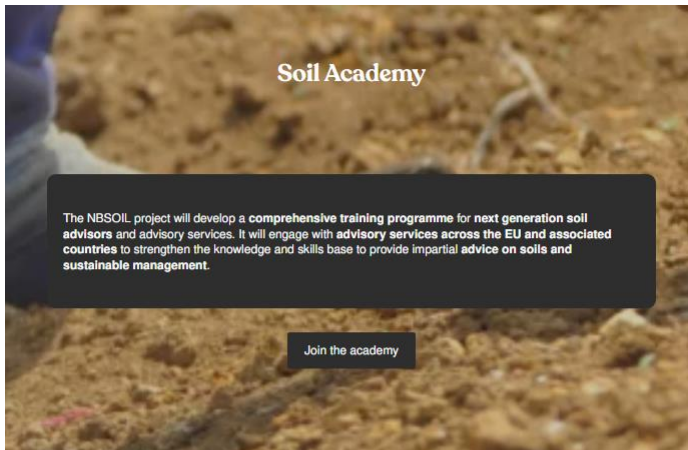 Soil Academy
The NBSOIL project will develop a comprehensive training programme for next generation soil
advisors and advisory services. It will engage with advisory services across the EU and associated
countries to strengthen the knowledge and skills base to provide impartial advice on soils and
sustainable management.
Join the academy